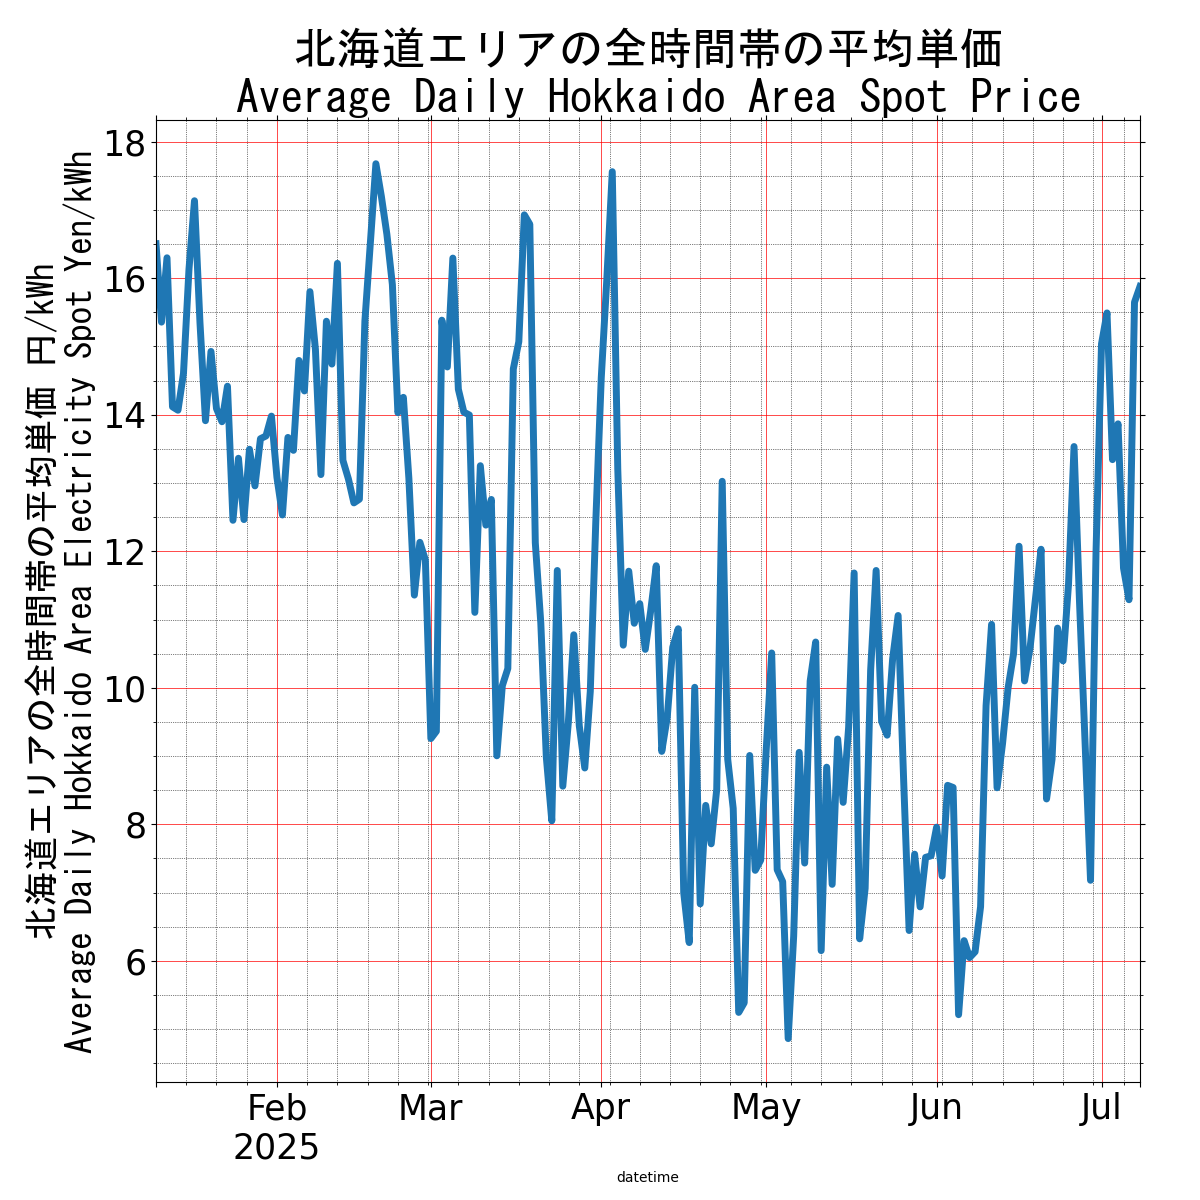 北海道エリアの全時間帯の平均単価
Average Daily Hokkaido Area Spot Price
北海道エリアの全時間帯の平均単価 円/kWh
Average Daily Hokkaido Area Electricity Spot Yen/kWh
18
16
14
12
10
8
6
Feb
2025
Mar
Apr
May
Jun
Jul
datetime